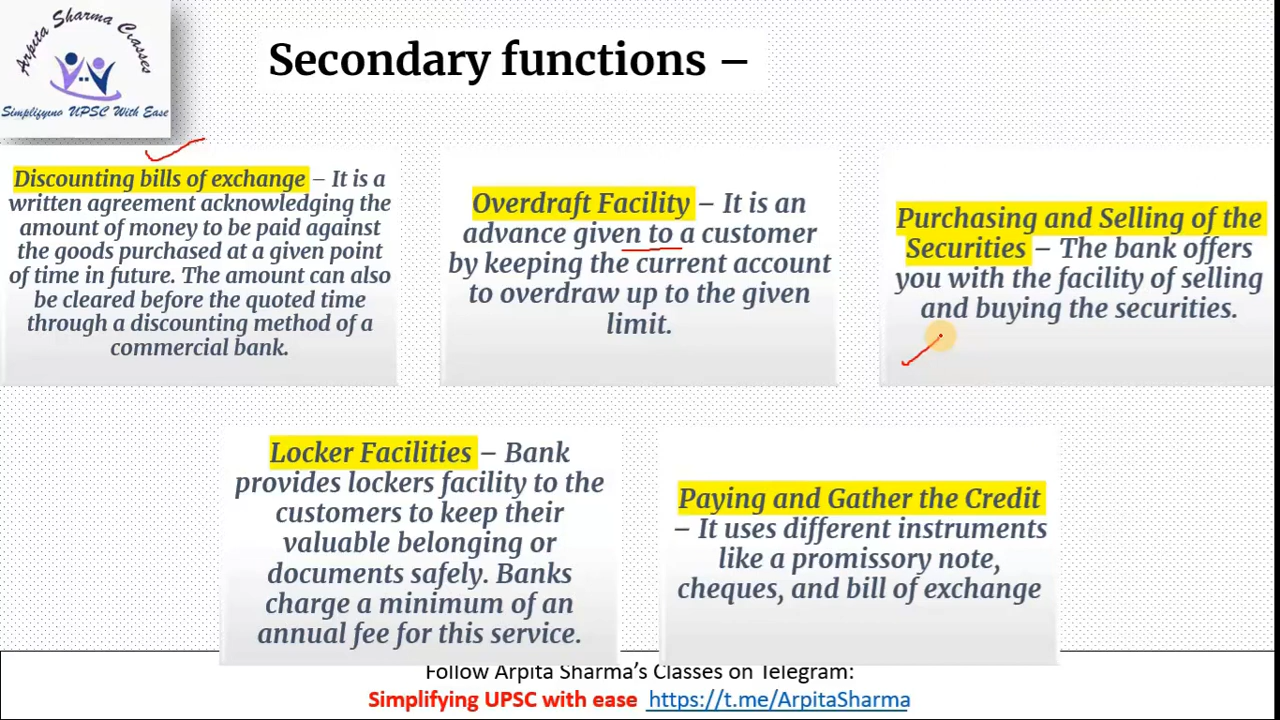 Arpita Sharma Classes
Simplifyino UPSC With Ease
Secondary functions –
Discounting bills of exchange – It is a
written agreement acknowledging the
amount of money to be paid against
the goods purchased at a given point
of time in future. The amount can also
be cleared before the quoted time
through a discounting method of a
commercial bank.
Overdraft Facility – It is an
advance given to a customer
by keeping the current account
to overdraw up to the given
limit.
Purchasing and Selling of the
Securities – The bank offers
you with the facility of selling
and buying the securities.
Locker Facilities – Bank
provides lockers facility to the
customers to keep their
valuable belonging or
documents safely. Banks
charge a minimum of an
annual fee for this service.
Paying and Gather the Credit
– It uses different instruments
like a promissory note,
cheques, and bill of exchange
Follow Arpita Sharma's Classes on Telegram:
Simplifying UPSC with ease https://t.me/ArpitaSharma